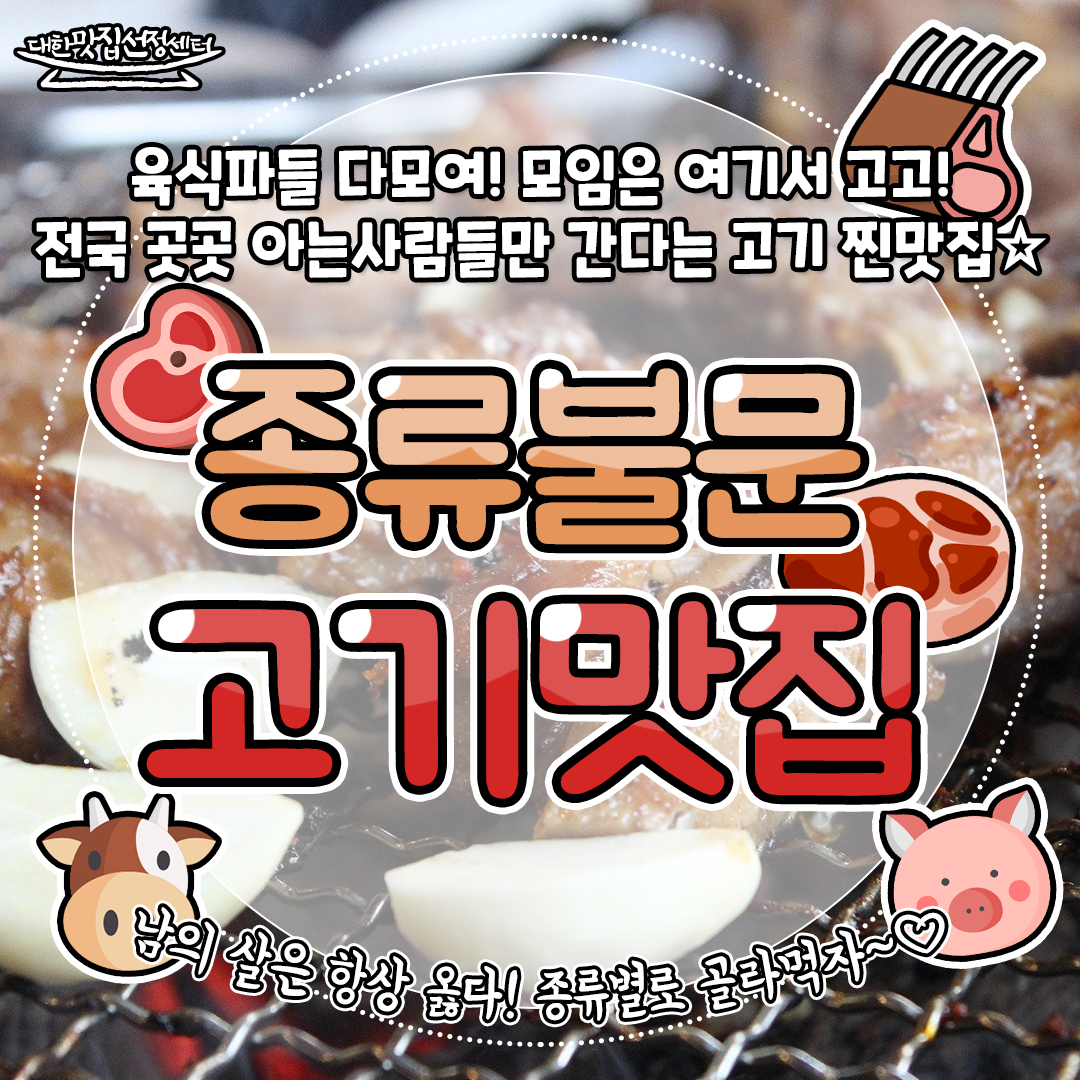 대한맛집선정센터
육식파들 다모여! 모임은 여기서 고고!
전국 곳곳 아는사람들만 간다는 고기 찐맛집☆
종류불문
고기맛집
남의 살은 항상 옳다! 종류별로 골라먹자~♡